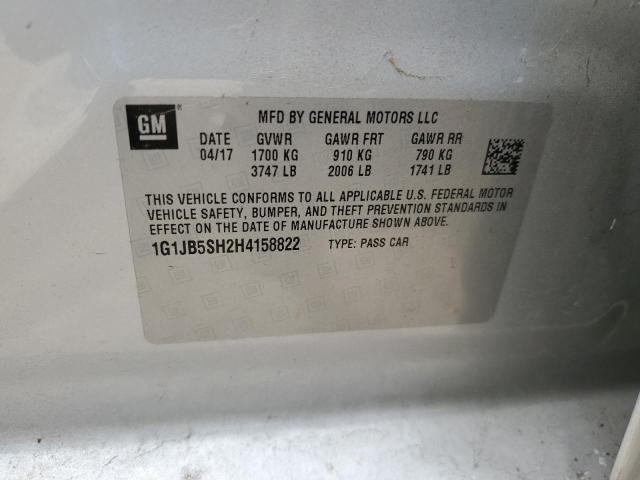 GM
MFD BY GENERAL MOTORS LLC
DATE GVWR GAWR FRT GAWR RR
04/17 1700 KG 910 KG 790 KG
3747 LB 2006 LB 1741 LB
THIS VEHICLE CONFORMS TO ALL APPLICABLE U.S. FEDERAL MOTOR
VEHICLE SAFETY, BUMPER, AND THEFT PREVENTION STANDARDS IN
EFFECT ON THE DATE OF MANUFACTURE SHOWN ABOVE.
1G1JB5SH2H4158822 TYPE: PASS CAR